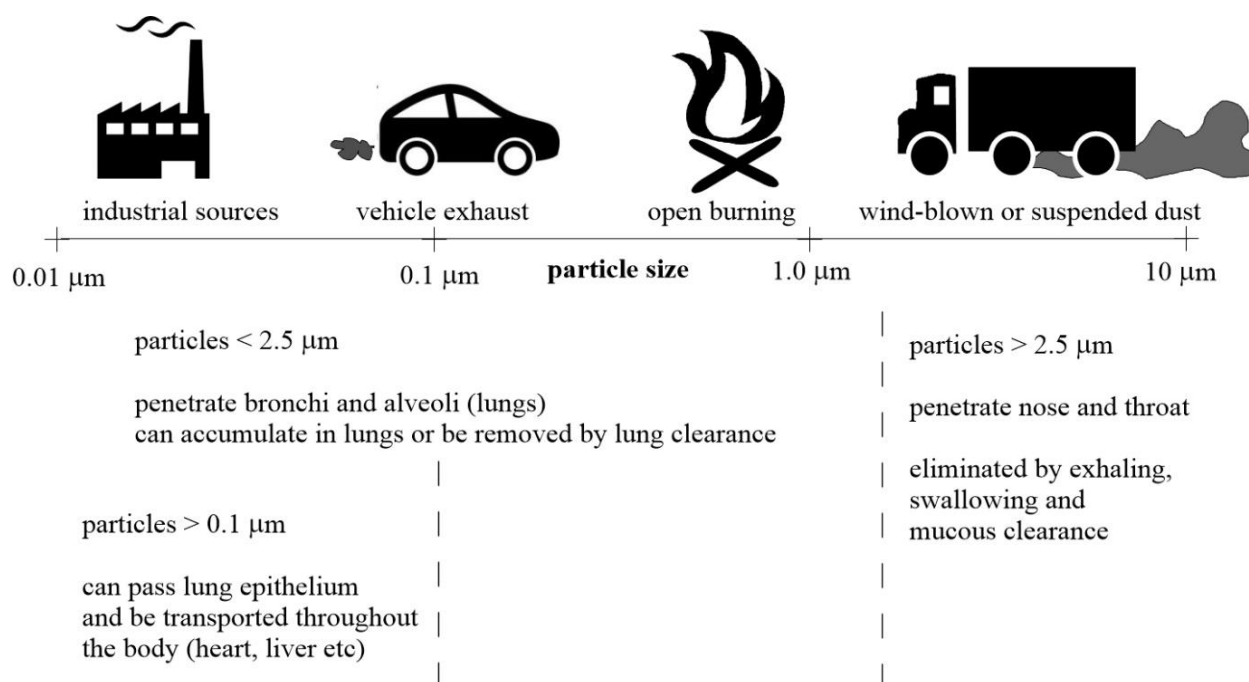 industrial sources
vehicle exhaust
open burning
wind-blown or suspended dust
0.01 μm
0.1 μm
particle size
1.0 μm
10 μm
particles < 2.5 μm
penetrate bronchi and alveoli (lungs)
can accumulate in lungs or be removed by lung clearance
particles > 0.1 μm
can pass lung epithelium
and be transported throughout
the body (heart, liver etc)
particles > 2.5 μm
penetrate nose and throat
eliminated by exhaling,
swallowing and
mucous clearance